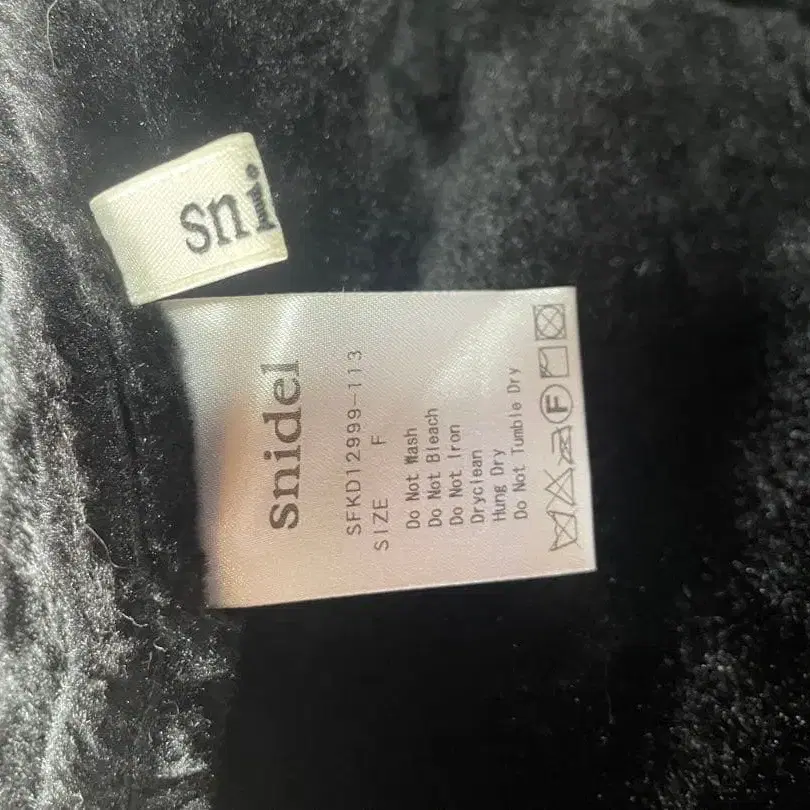 sni
snidel
SFKD12999-113
SIZE F
Do Not Wash
Do Not Bleach
Do Not Iron
Dryclean
Hung Dry
Do Not Tumble Dry
F